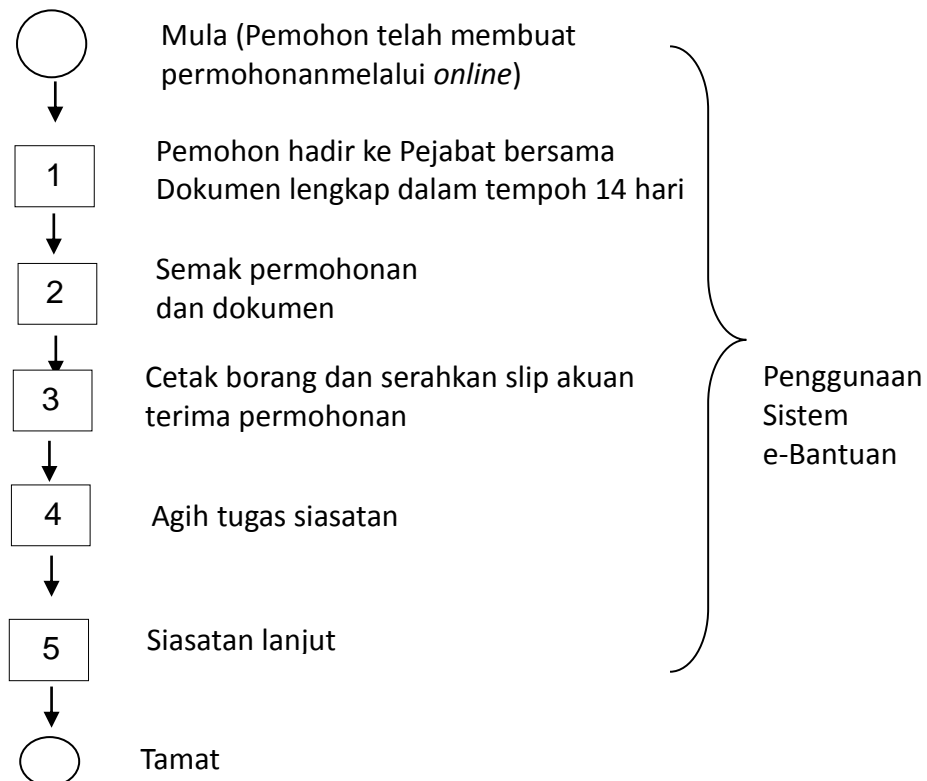 Mula (Pemohon telah membuat
permohonanmelalui online)
1
Pemohon hadir ke Pejabat bersama
Dokumen lengkap dalam tempoh 14 hari
2
Semak permohonan
dan dokumen
3
Cetak borang dan serahkan slip akuan
terima permohonan
4
Agih tugas siasatan
5
Siasatan lanjut
Tamat
Penggunaan
Sistem
e-Bantuan